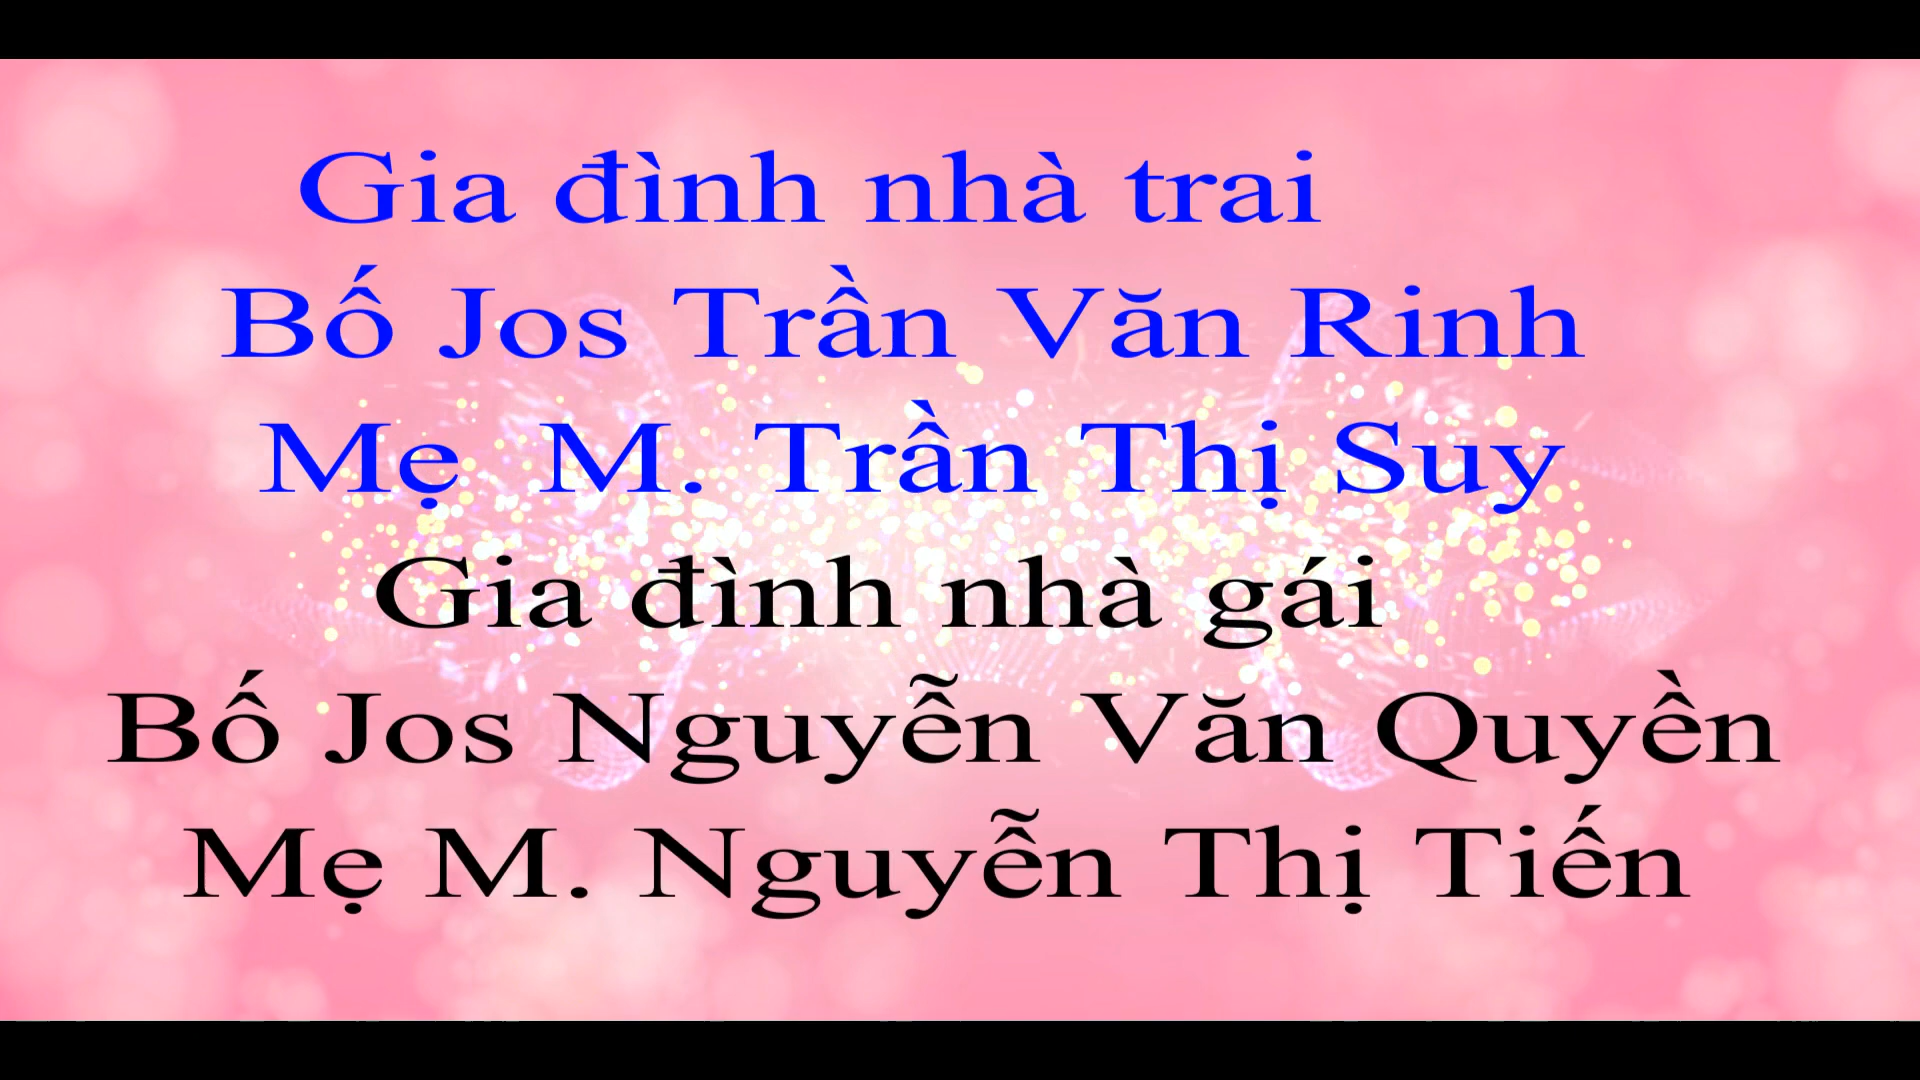 Gia đình nhà trai
Bố Jos Trần Văn Rinh
Mẹ  M. Trần Thị Suy
Gia đình nhà gái
Bố Jos Nguyễn Văn Quyền
Mẹ M. Nguyễn Thị Tiến